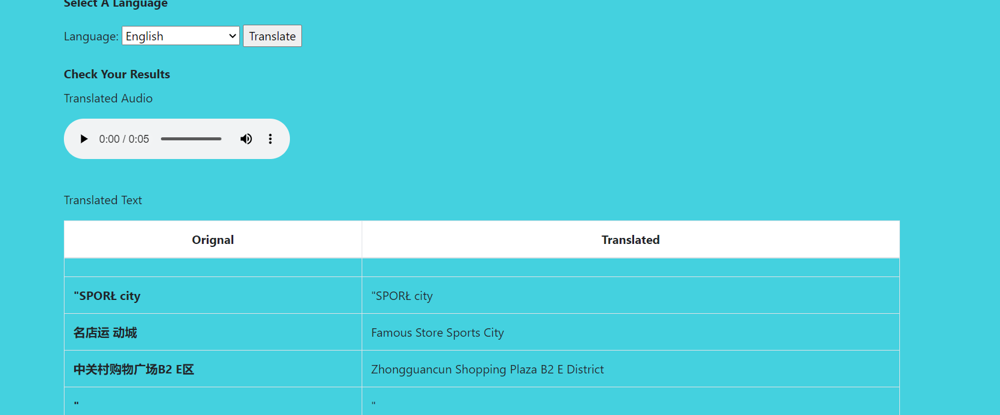 Select A Language
Language: English Translate
Check Your Results
Translated Audio
0:00 / 0:05
Translated Text
Orignal Translated
"SPORŁ city "SPORŁ city
名店运 动城 Famous Store Sports City
中关村购物广场B2 E区 Zhongguancun Shopping Plaza B2 E District
" "